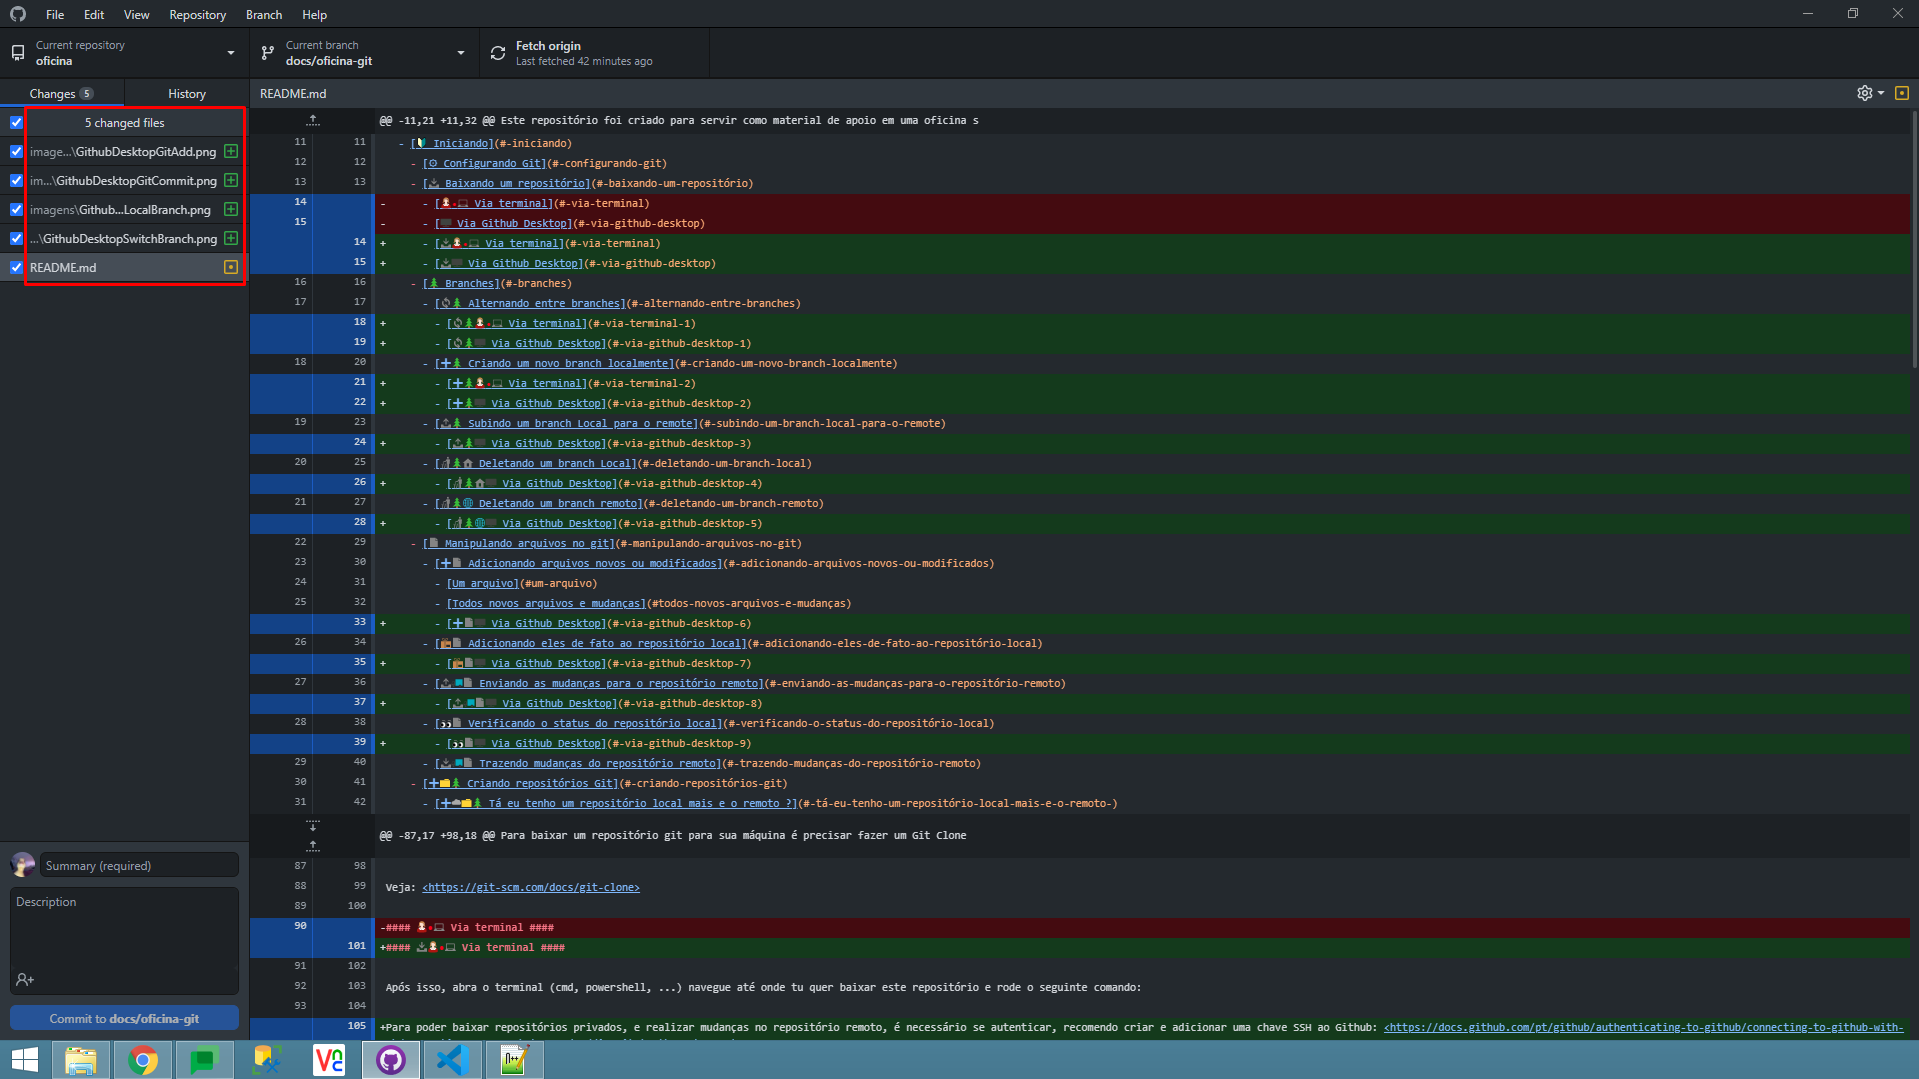 File Edit View Repository Branch Help
Current repository
oficina
Current branch
docs/oficina-git
Fetch origin
Last fetched 42 minutes ago
Changes 5
History
5 changed files
image...\GithubDesktopGitAdd.png
im...\GithubDesktopGitCommit.png
imagens\Github...LocalBranch.png
...\GithubDesktopSwitchBranch.png
README.md
Summary (required)
Description
Commit to docs/oficina-git
README.md
@@ -11,21 +11,32 @@ Este repositório foi criado para servir como material de apoio em uma oficina s
11 11 - [Iniciando](#-iniciando)
12 12 - [Configurando Git](#-configurando-git)
13 13 - [Baixando um repositório](#-baixando-um-repositório)
14 - - [Via terminal](#-via-terminal)
15 - - [Via Github Desktop](#-via-github-desktop)
14 + - [Via terminal](#-via-terminal)
15 + - [Via Github Desktop](#-via-github-desktop)
16 16 - [Branches](#-branches)
17 17 - [Alternando entre branches](#-alternando-entre-branches)
18 + - [Via terminal](#-via-terminal-1)
19 + - [Via Github Desktop](#-via-github-desktop-1)
18 20 - [Criando um novo branch localmente](#-criando-um-novo-branch-localmente)
21 + - [Via terminal](#-via-terminal-2)
22 + - [Via Github Desktop](#-via-github-desktop-2)
19 23 - [Subindo um branch Local para o remote](#-subindo-um-branch-local-para-o-remote)
24 + - [Via Github Desktop](#-via-github-desktop-3)
20 25 - [Deletando um branch Local](#-deletando-um-branch-local)
26 + - [Via Github Desktop](#-via-github-desktop-4)
21 27 - [Deletando um branch remoto](#-deletando-um-branch-remoto)
28 + - [Via Github Desktop](#-via-github-desktop-5)
22 29 - [Manipulando arquivos no git](#-manipulando-arquivos-no-git)
23 30 - [Adicionando arquivos novos ou modificados](#-adicionando-arquivos-novos-ou-modificados)
24 31 - [Um arquivo](#um-arquivo)
25 32 - [Todos novos arquivos e mudanças](#todos-novos-arquivos-e-mudanças)
33 + - [Via Github Desktop](#-via-github-desktop-6)
26 34 - [Adicionando eles de fato ao repositório local](#-adicionando-eles-de-fato-ao-repositório-local)
35 + - [Via Github Desktop](#-via-github-desktop-7)
27 36 - [Enviando as mudanças para o repositório remoto](#-enviando-as-mudanças-para-o-repositório-remoto)
37 + - [Via Github Desktop](#-via-github-desktop-8)
28 38 - [Verificando o status do repositório local](#-verificando-o-status-do-repositório-local)
39 + - [Via Github Desktop](#-via-github-desktop-9)
29 40 - [Trazendo mudanças do repositório remoto](#-trazendo-mudanças-do-repositório-remoto)
30 41 - [Criando repositórios Git](#-criando-repositórios-git)
31 42 - [Tá eu tenho um repositório local mais e o remoto ?](#-tá-eu-tenho-um-repositório-local-mais-e-o-remoto-)
@@ -87,17 +98,18 @@ Para baixar um repositório git para sua máquina é precisar fazer um Git Clone
87 98
88 99 Veja: <https://git-scm.com/docs/git-clone>
89 100
90 -#### Via terminal ####
101 +#### Via terminal ####
91 102
92 103 Após isso, abra o terminal (cmd, powershell, ...) navegue até onde tu quer baixar este repositório e rode o seguinte comando:
93 104
105 +Para poder baixar repositórios privados, e realizar mudanças no repositório remoto, é necessário se autenticar, recomendo criar e adicionar uma chave SSH ao Github: <https://docs.github.com/pt/github/authenticating-to-github/connecting-to-github-with-